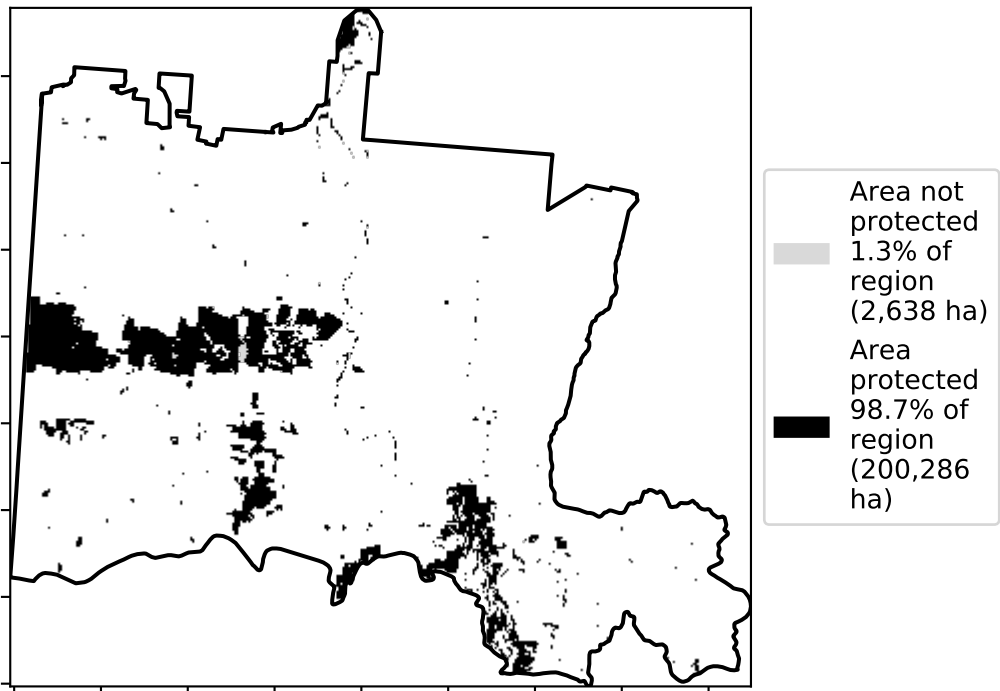 Area not
protected
1.3% of
region
(2,638 ha)
Area
protected
98.7% of
region
(200,286
ha)